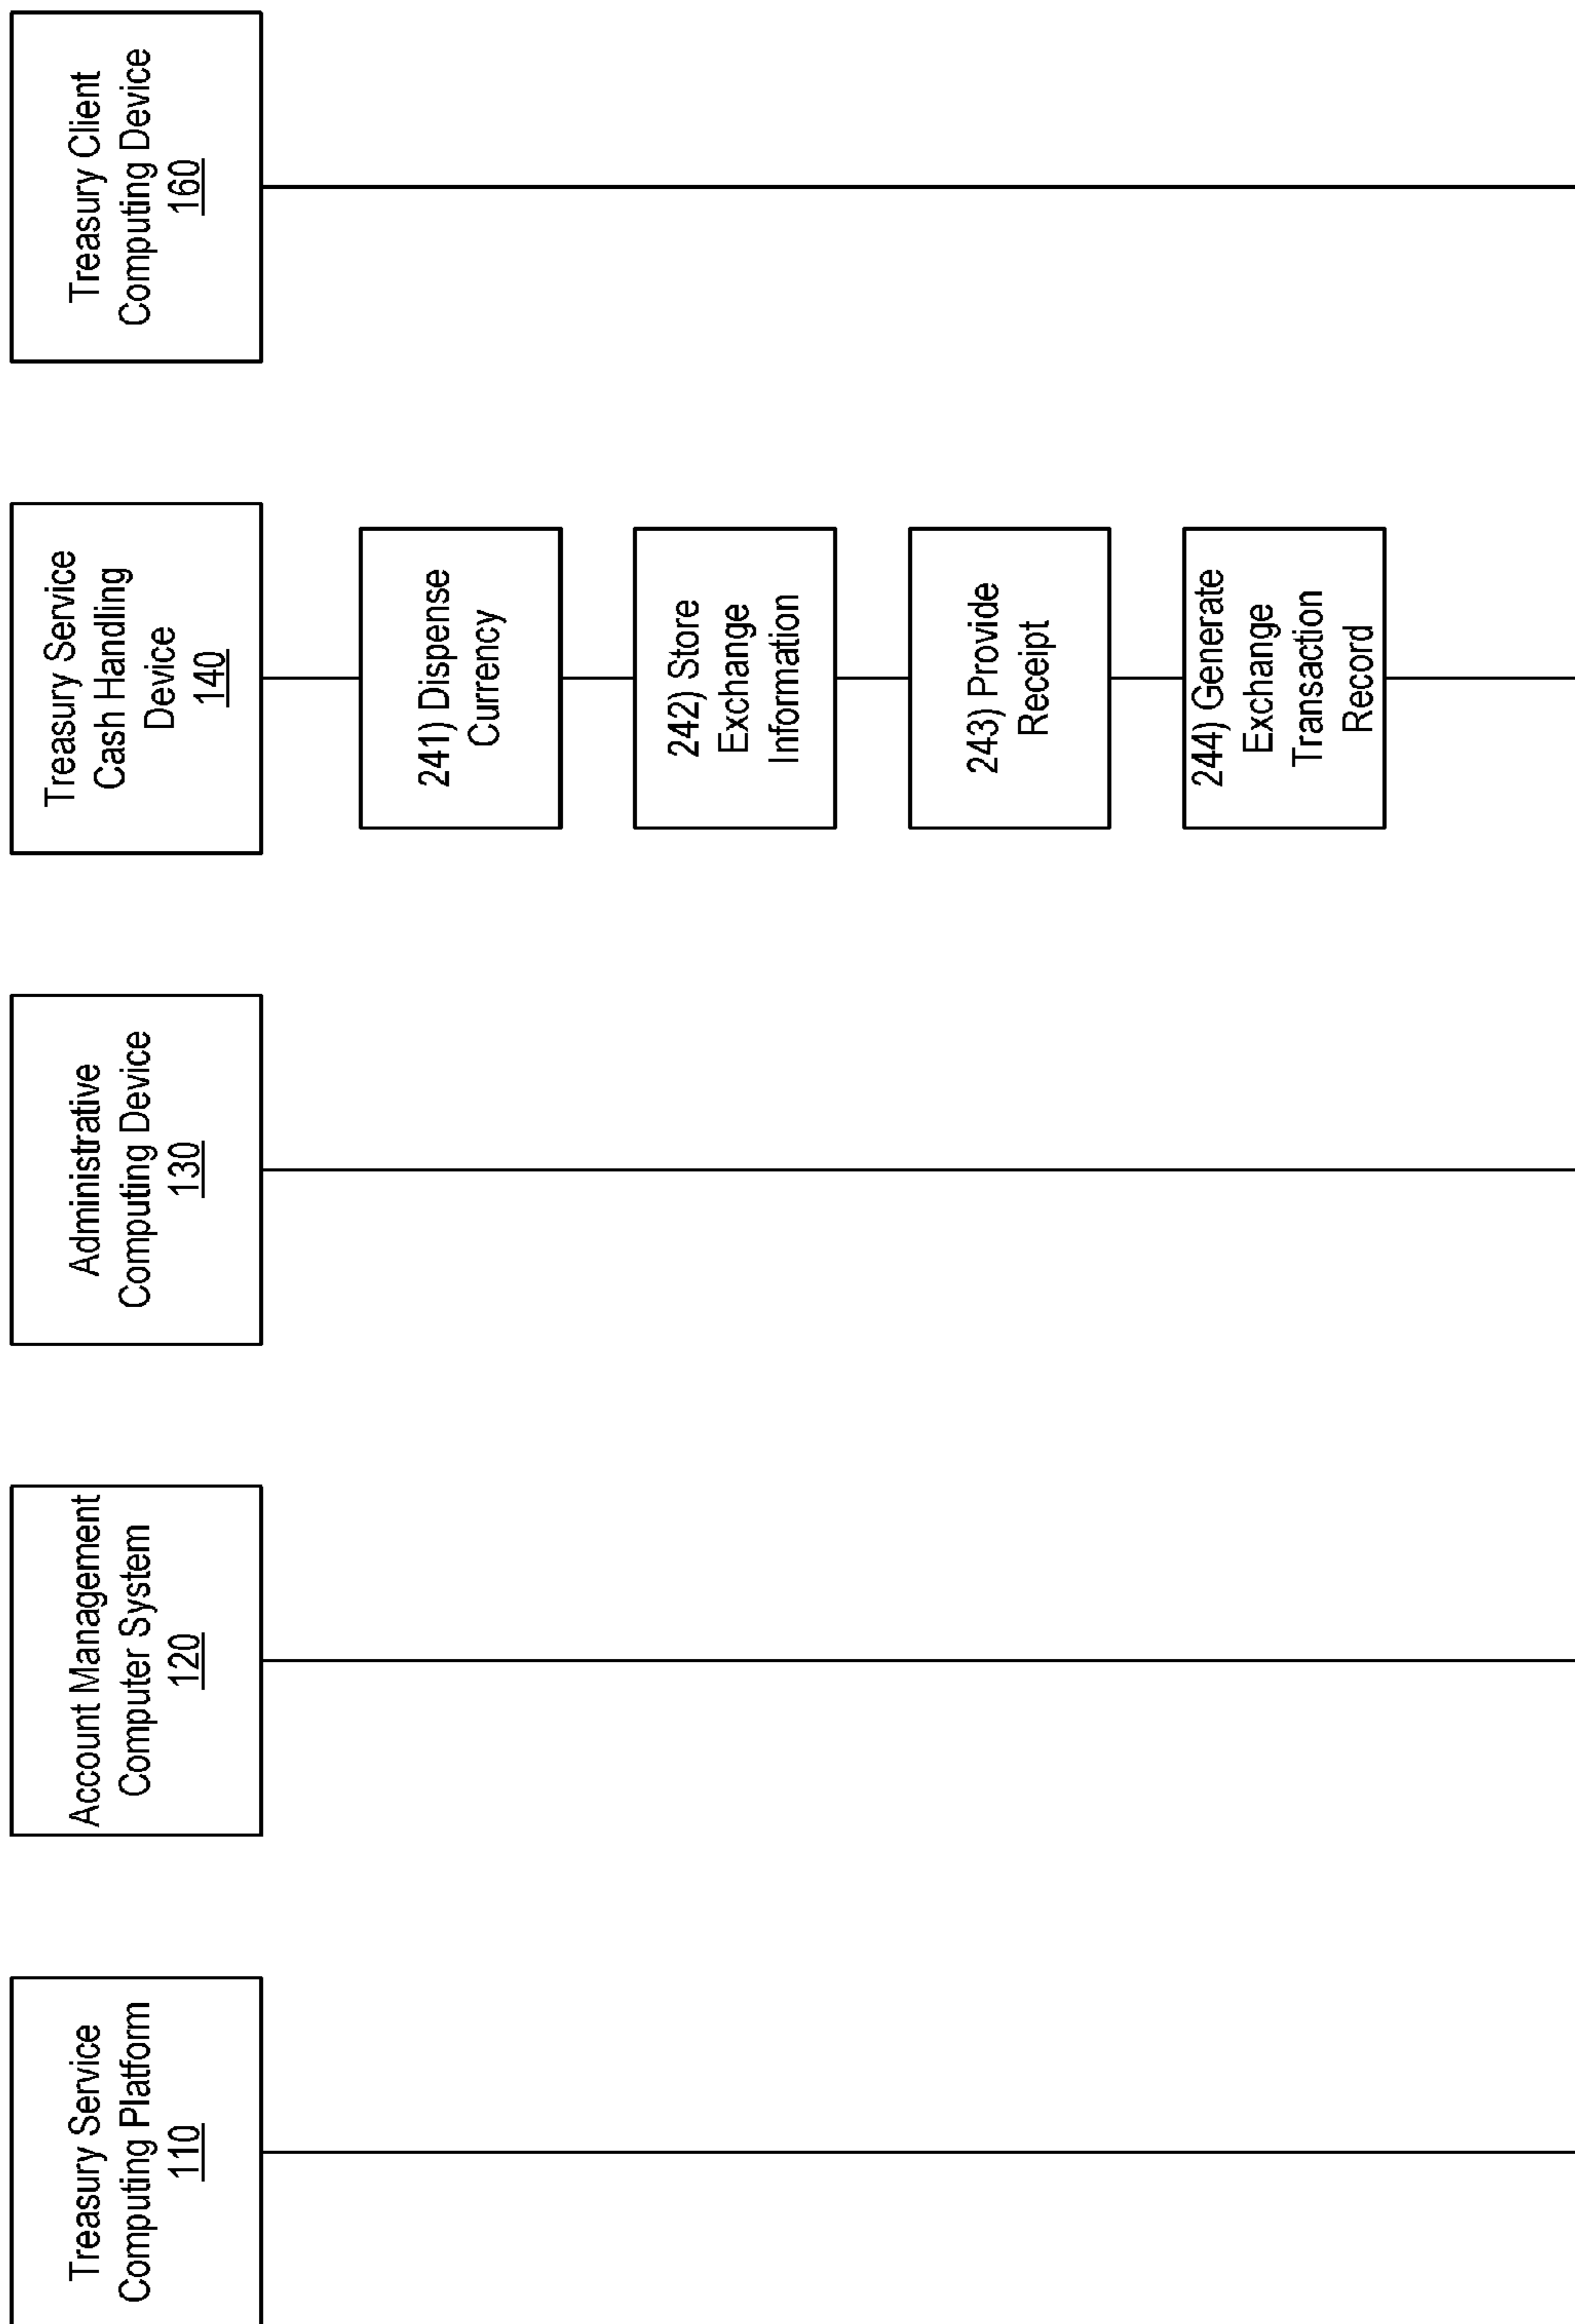 Treasury Service
Computing Platform
110
Account Management
Computer System
120
Administrative
Computing Device
130
Treasury Service
Cash Handling
Device
140
Treasury Client
Computing Device
160
241) Dispense
Currency
242) Store
Exchange
Information
243) Provide
Receipt
244) Generate
Exchange
Transaction
Record